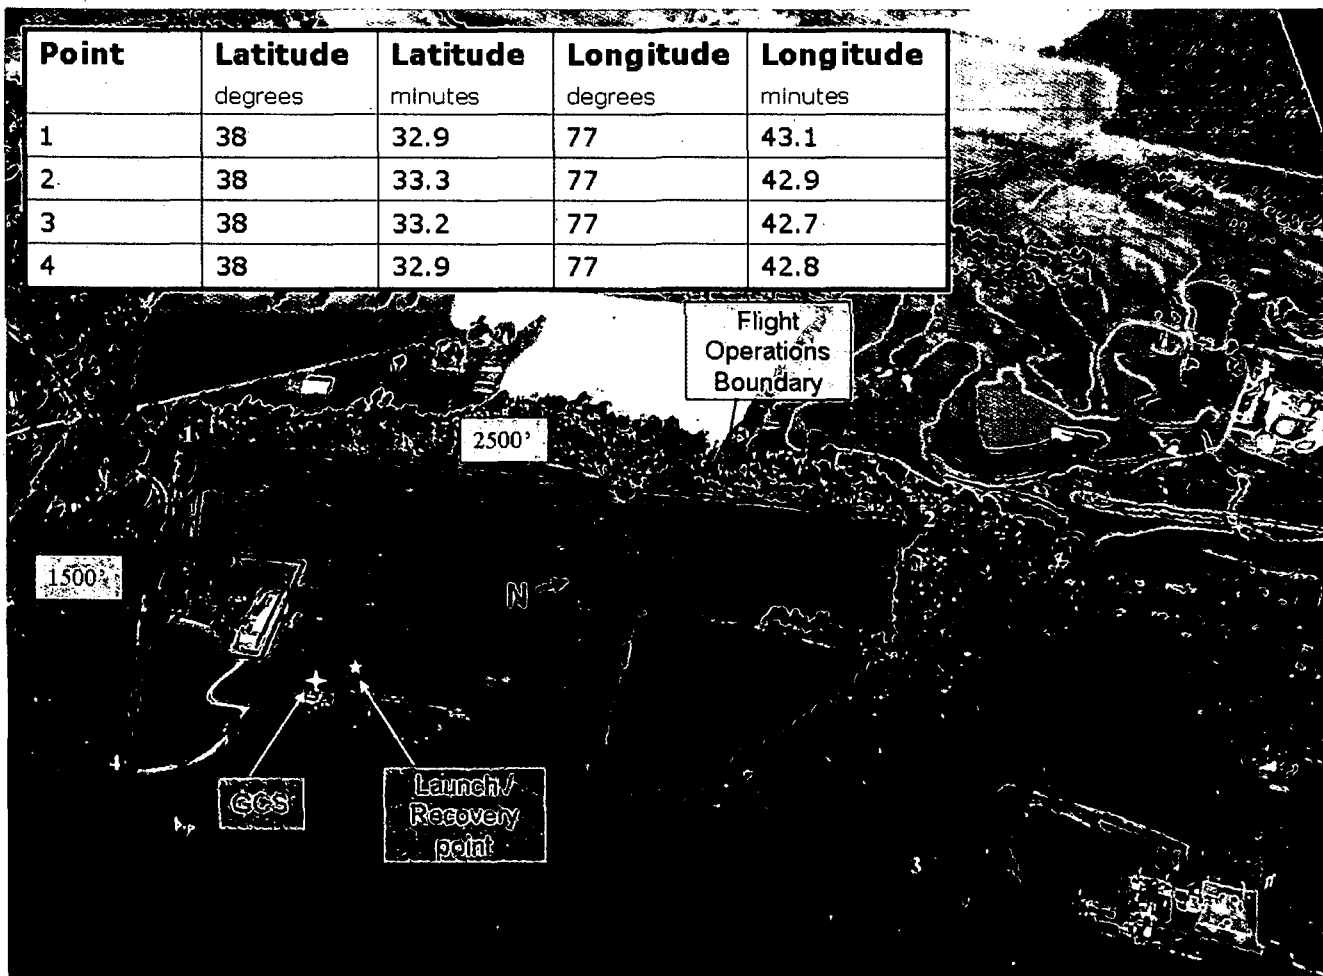 Point Latitude Latitude Longitude Longitude
degrees minutes degrees minutes
1 38 32.9 77 43.1
2 38 33.3 77 42.9
3 38 33.2 77 42.7
4 38 32.9 77 42.8
Flight
Operations
Boundary
1
2500'
2
1500'
N
4
GCS
Launch/
Recovery
point
3